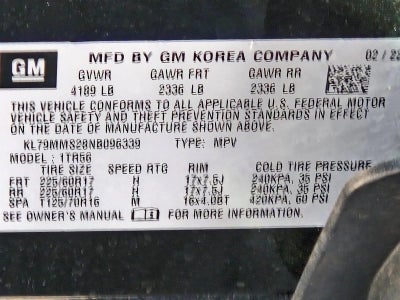 GM MFD BY GM KOREA COMPANY 02 / 23
GVWR GAWR FRT GAWR RR
4189 LB 2336 LB 2336 LB
THIS VEHICLE CONFORMS TO ALL APPLICABLE U.S. FEDERAL MOTOR
VEHICLE SAFETY AND THEFT PREVENTION STANDARDS IN EFFECT
ON THE DATE OF MANUFACTURE SHOWN ABOVE.
KL79MMS28NB096339 TYPE: MPV
MODEL: 1TR56
TIRE SIZE SPEED RTG RIM COLD TIRE PRESSURE
FRT 225/60R17 H 17x7.5J 240KPA, 35 PSI
RR 225/60R17 H 17x7.5J 240KPA, 35 PSI
SPA T125/70R16 M 16x4.0BT 420KPA, 60 PSI
SEE OWNER'S MANUAL FOR MORE INFORMATION.